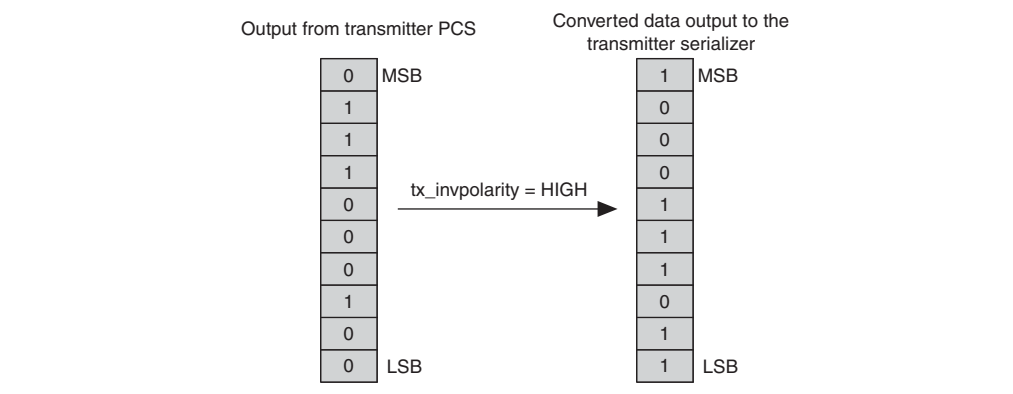 Output from transmitter PCS
Converted data output to the
transmitter serializer
0 MSB 1 MSB
1 0
1 0
1 0
tx_invpolarity = HIGH
0 1
0 1
0 1
1 0
0 1
0 LSB 1 LSB